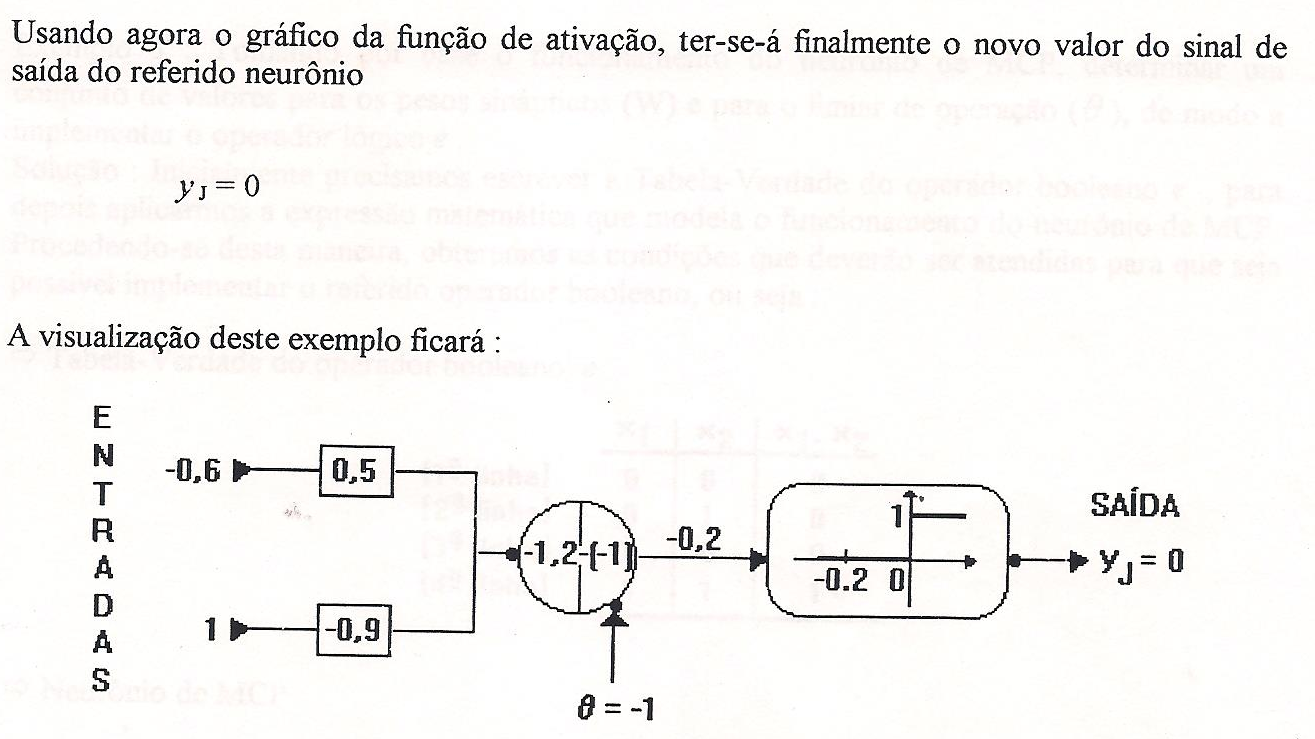 Usando agora o gráfico da função de ativação, ter-se-á finalmente o novo valor do sinal de
saída do referido neurônio
y J = 0
A visualização deste exemplo ficará :
ENTRADAS
-0,6
0,5
1
-0,9
-1,2-(-1)
θ = -1
-0,2
1
-0.2 0
SAÍDA
y J = 0